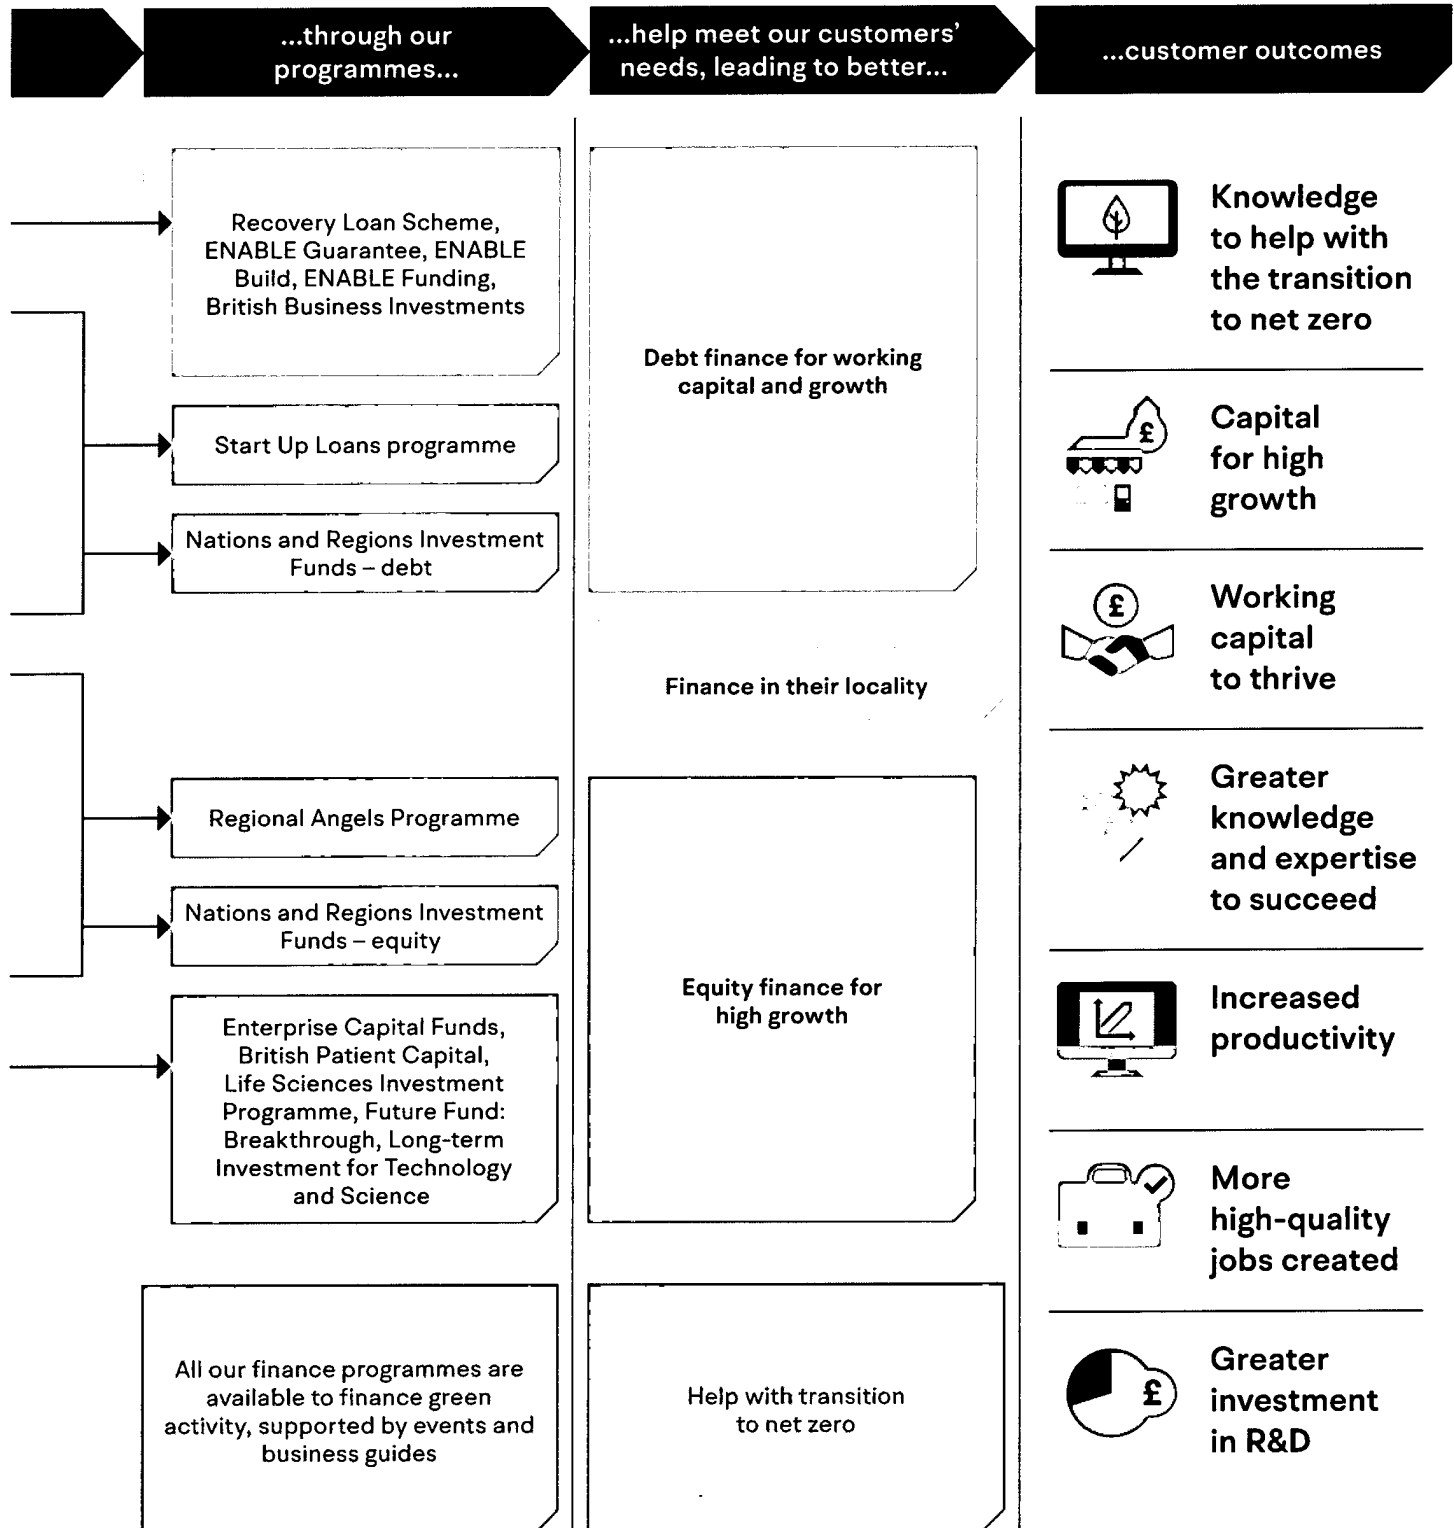 ...through our
programmes...
...help meet our customers'
needs, leading to better...
...customer outcomes
Recovery Loan Scheme,
ENABLE Guarantee, ENABLE
Build, ENABLE Funding,
British Business Investments
Start Up Loans programme
Nations and Regions Investment
Funds – debt
Regional Angels Programme
Nations and Regions Investment
Funds – equity
Enterprise Capital Funds,
British Patient Capital,
Life Sciences Investment
Programme, Future Fund:
Breakthrough, Long-term
Investment for Technology
and Science
All our finance programmes are
available to finance green
activity, supported by events and
business guides
Debt finance for working
capital and growth
Finance in their locality
Equity finance for
high growth
Help with transition
to net zero
Knowledge
to help with
the transition
to net zero
£
Capital
for high
growth
£
Working
capital
to thrive
Greater
knowledge
and expertise
to succeed
Increased
productivity
More
high-quality
jobs created
£
Greater
investment
in R&D